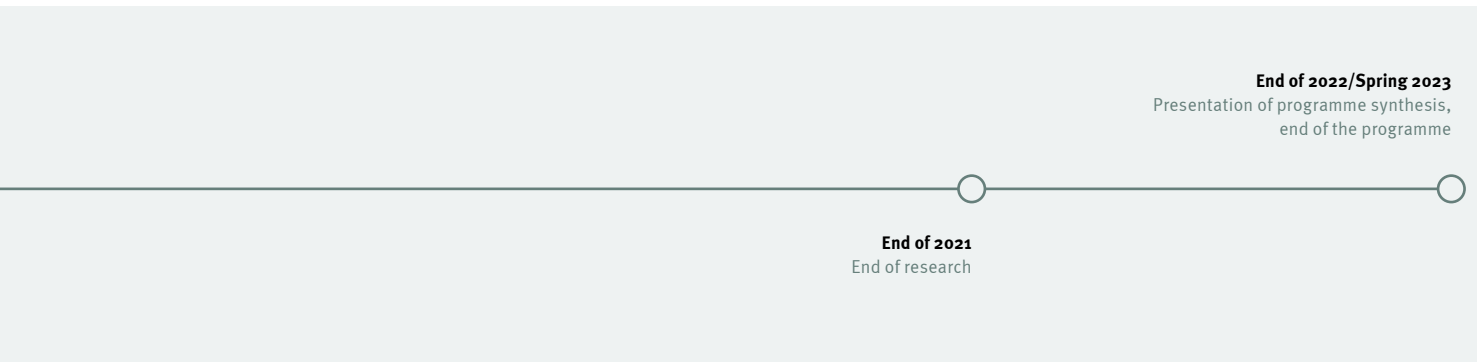 End of 2022/Spring 2023
Presentation of programme synthesis,
end of the programme
End of 2021
End of research